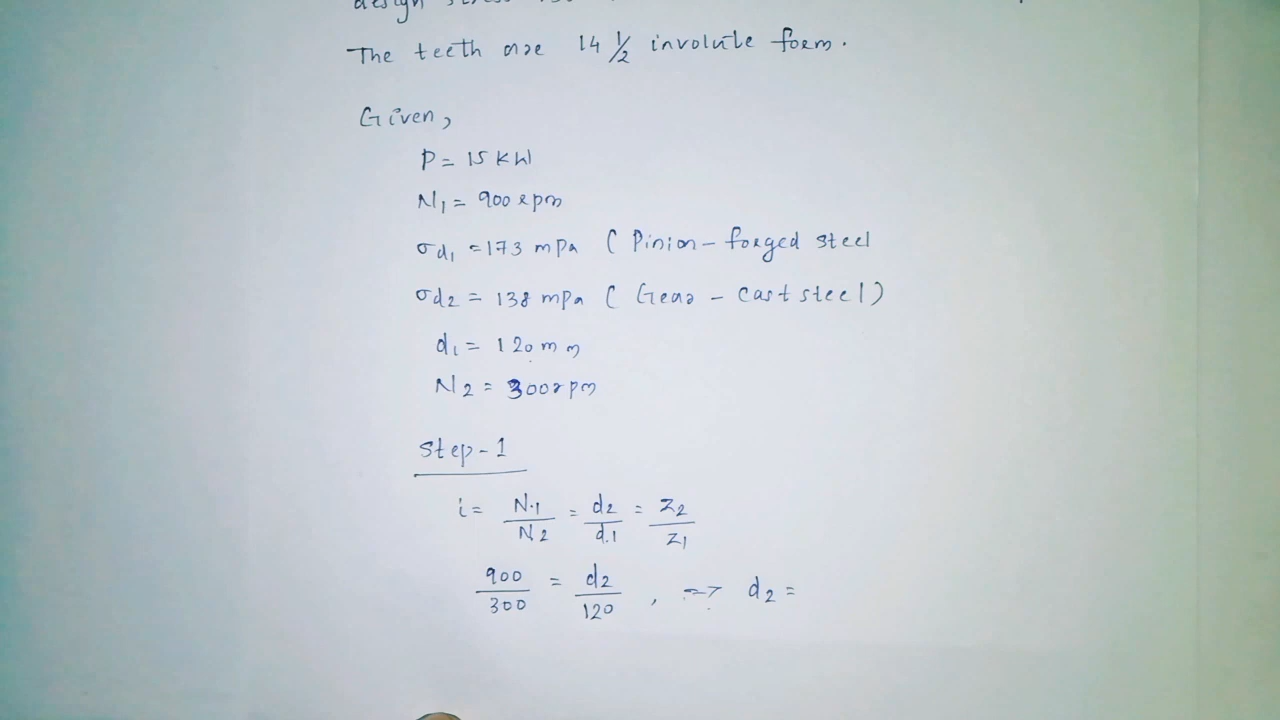 design stress
The teeth are 14 1/2 involute form.
Given,
P = 15 KW
N1 = 900 rpm
σd1 = 173 mpa ( Pinion - forged steel
σd2 = 138 mpa ( Gear - Cast steel )
d1 = 120 mm
N2 = 300 rpm
Step - 1
i = N1/N2 = d2/d1 = Z2/Z1
900/300 = d2/120 , => d2 =